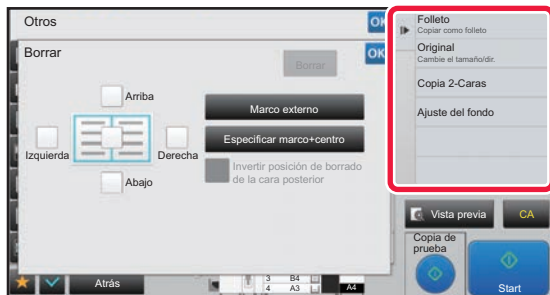 Otros
OK
Borrar
OK
Borrar
Arriba
Izquierda
Derecha
Abajo
Marco externo
Especificar marco+centro
Invertir posición de borrado
de la cara posterior
Folleto
Copiar como folleto
Original
Cambie el tamaño/dir.
Copia 2-Caras
Ajuste del fondo
Vista previa
CA
Copia de
prueba
Start
Atrás
3 B4
4 A3
A4